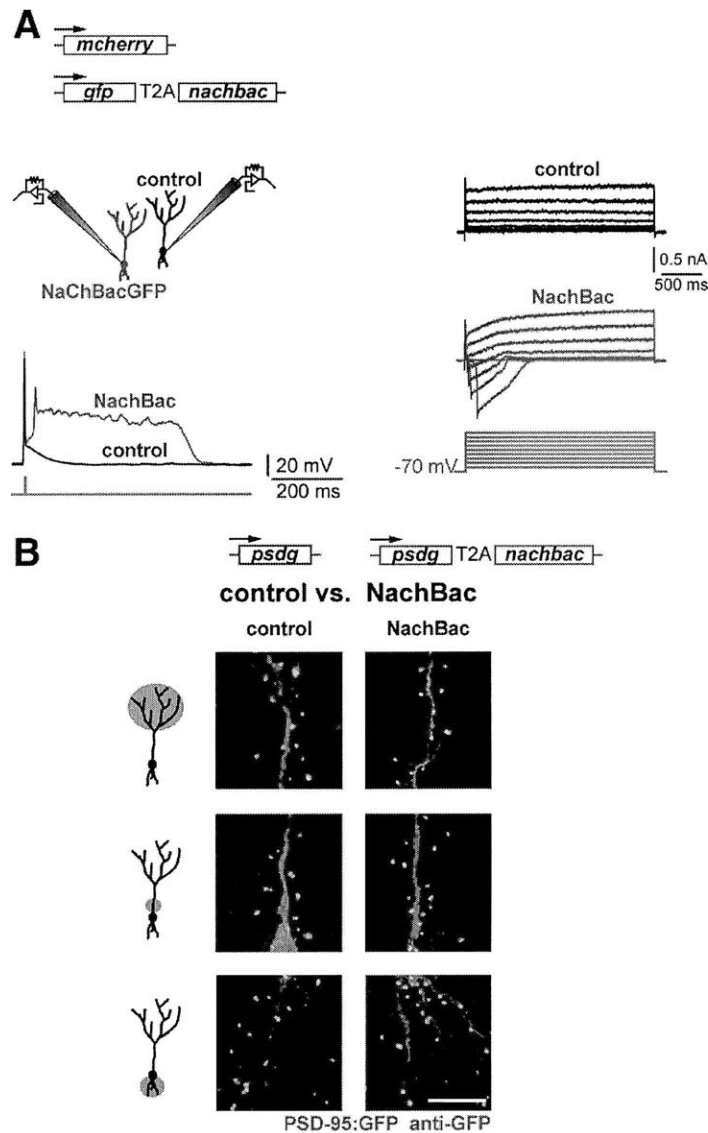 A
mcherry
gfp T2A nachbac
control
NaChBacGFP
control
0.5 nA
500 ms
NachBac
NachBac
control
20 mV
200 ms
-70 mV
B
psdg psdg T2A nachbac
control vs. NachBac
control NachBac
PSD-95:GFP anti-GFP